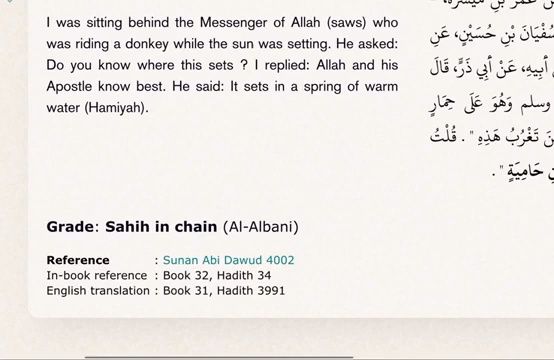 I was sitting behind the Messenger of Allah (saws) who
was riding a donkey while the sun was setting. He asked:
Do you know where this sets ? I replied: Allah and his
Apostle know best. He said: It sets in a spring of warm
water (Hamiyah).
سُفْيَانَ بْنِ حُسَيْنٍ، عَنِ
أَبِيهِ، عَنْ أَبِي ذَرٍّ، قَالَ
وسلم وَهُوَ عَلَى حِمَارٍ
تَغْرُبُ هَذِهِ " . قُلْتُ
حَامِيَةٍ " .
Grade: Sahih in chain (Al-Albani)
Reference : Sunan Abi Dawud 4002
In-book reference : Book 32, Hadith 34
English translation : Book 31, Hadith 3991